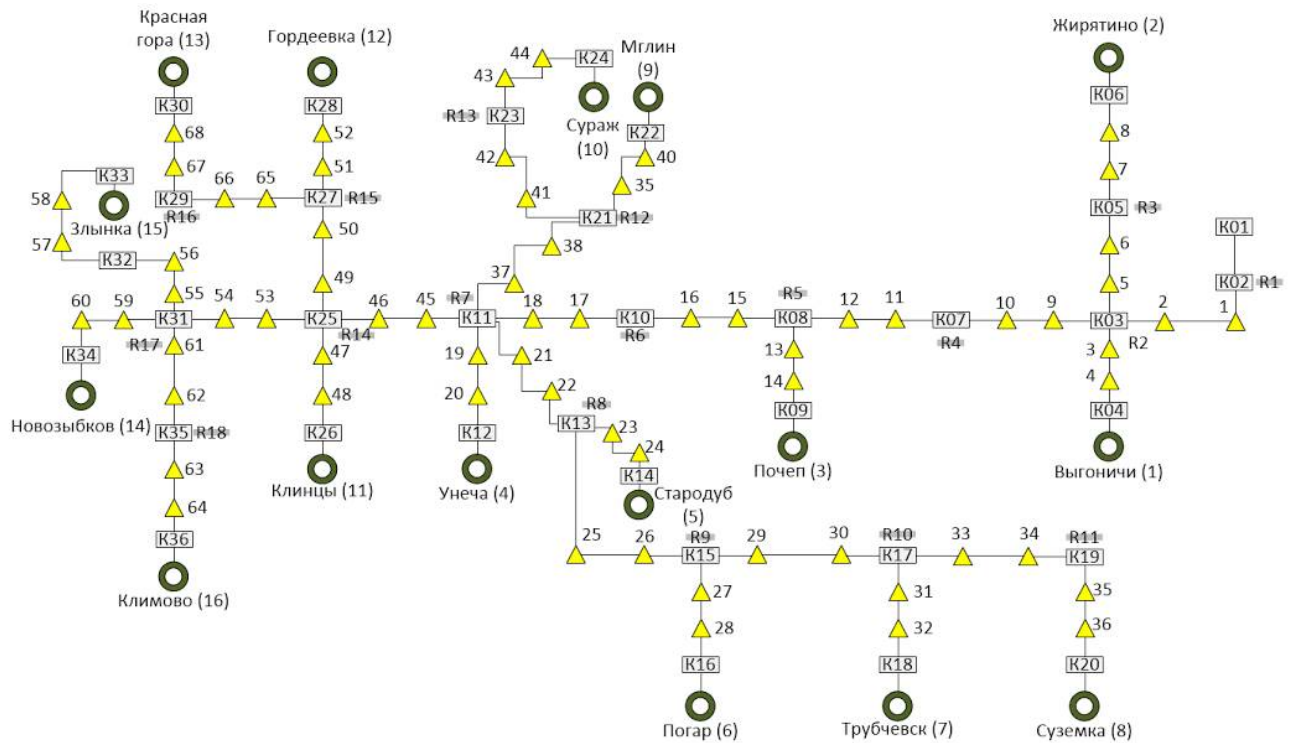 Красная
гора (13)
Гордеевка (12)
Мглин
(9)
Жирятино (2)
44
К24
43
К30
К28
R13
К23
Сураж
(10)
К22
К06
68
52
42
40
8
К33
67
51
41
35
7
58
К29
66
65
К27
R15
К21
R12
К05
R3
К01
Злынка (15)
R16
57
К32
56
50
38
6
37
К02
R1
60
59
55
54
53
49
46
45
R7
18
17
16
15
R5
12
11
10
9
5
2
1
К31
К25
К11
К10
К08
К07
К03
R17
61
R14
R6
R4
R2
К34
47
19
21
13
3
62
48
20
22
14
4
Новозыбков (14)
К35
R18
К26
К12
R8
К13
23
К09
К04
24
63
К14
Клинцы (11)
Унеча (4)
Стародуб
(5)
Почеп (3)
Выгоничи (1)
64
К36
25
26
R9
К15
29
30
R10
К17
33
34
R11
К19
Климово (16)
27
31
35
28
32
36
К16
К18
К20
Погар (6)
Трубчевск (7)
Суземка (8)